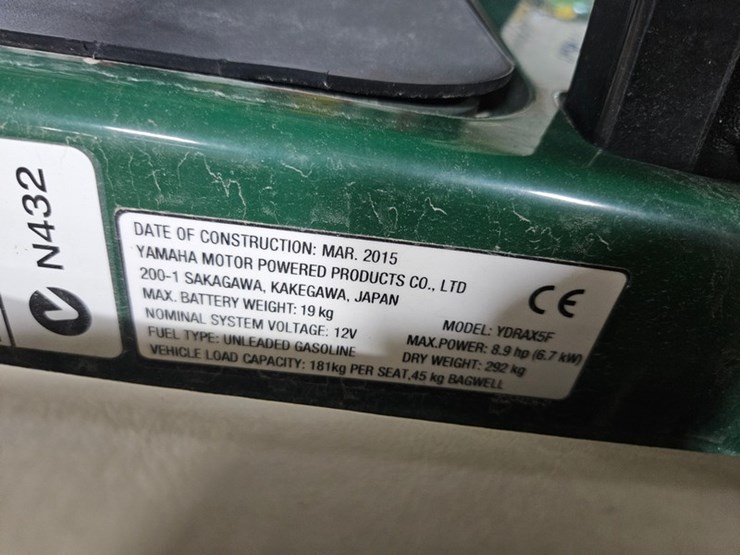 N432
DATE OF CONSTRUCTION: MAR. 2015
YAMAHA MOTOR POWERED PRODUCTS CO., LTD
200-1 SAKAGAWA, KAKEGAWA, JAPAN
MAX. BATTERY WEIGHT: 19 kg
NOMINAL SYSTEM VOLTAGE: 12V
FUEL TYPE: UNLEADED GASOLINE
VEHICLE LOAD CAPACITY: 181kg PER SEAT,45 kg BAGWELL
CE
MODEL: YDRAX5F
MAX.POWER: 8.9 hp (6.7 kW)
DRY WEIGHT: 292 kg